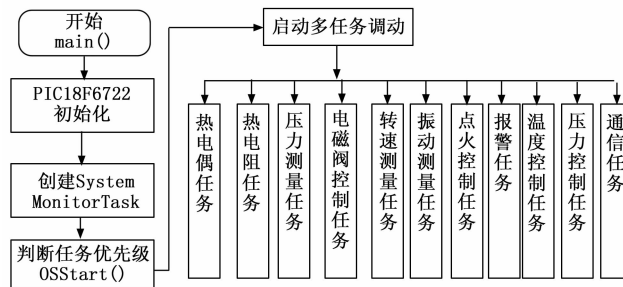 开始
main()
PIC18F6722
初始化
创建System
MonitorTask
判断任务优先级
OSStart()
启动多任务调动
热电偶任务
热电阻任务
压力测量任务
电磁阀控制任务
转速测量任务
振动测量任务
点火控制任务
报警任务
温度控制任务
压力控制任务
通信任务